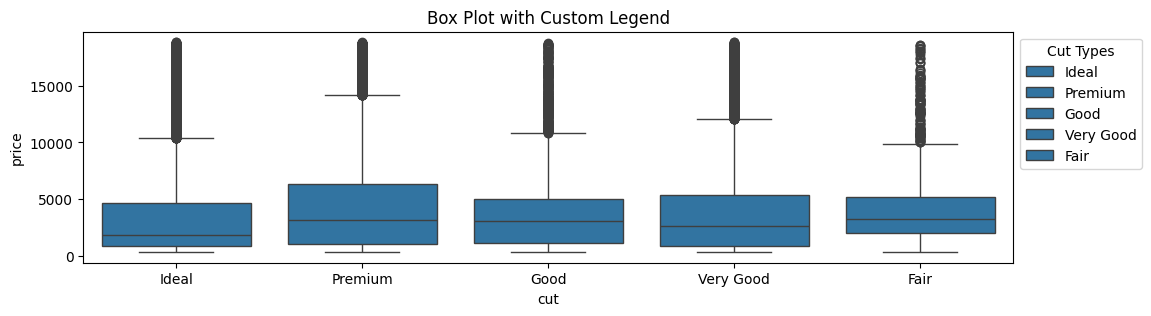 Box Plot with Custom Legend
price
15000
10000
5000
0
Ideal Premium Good Very Good Fair
cut
Cut Types
Ideal
Premium
Good
Very Good
Fair